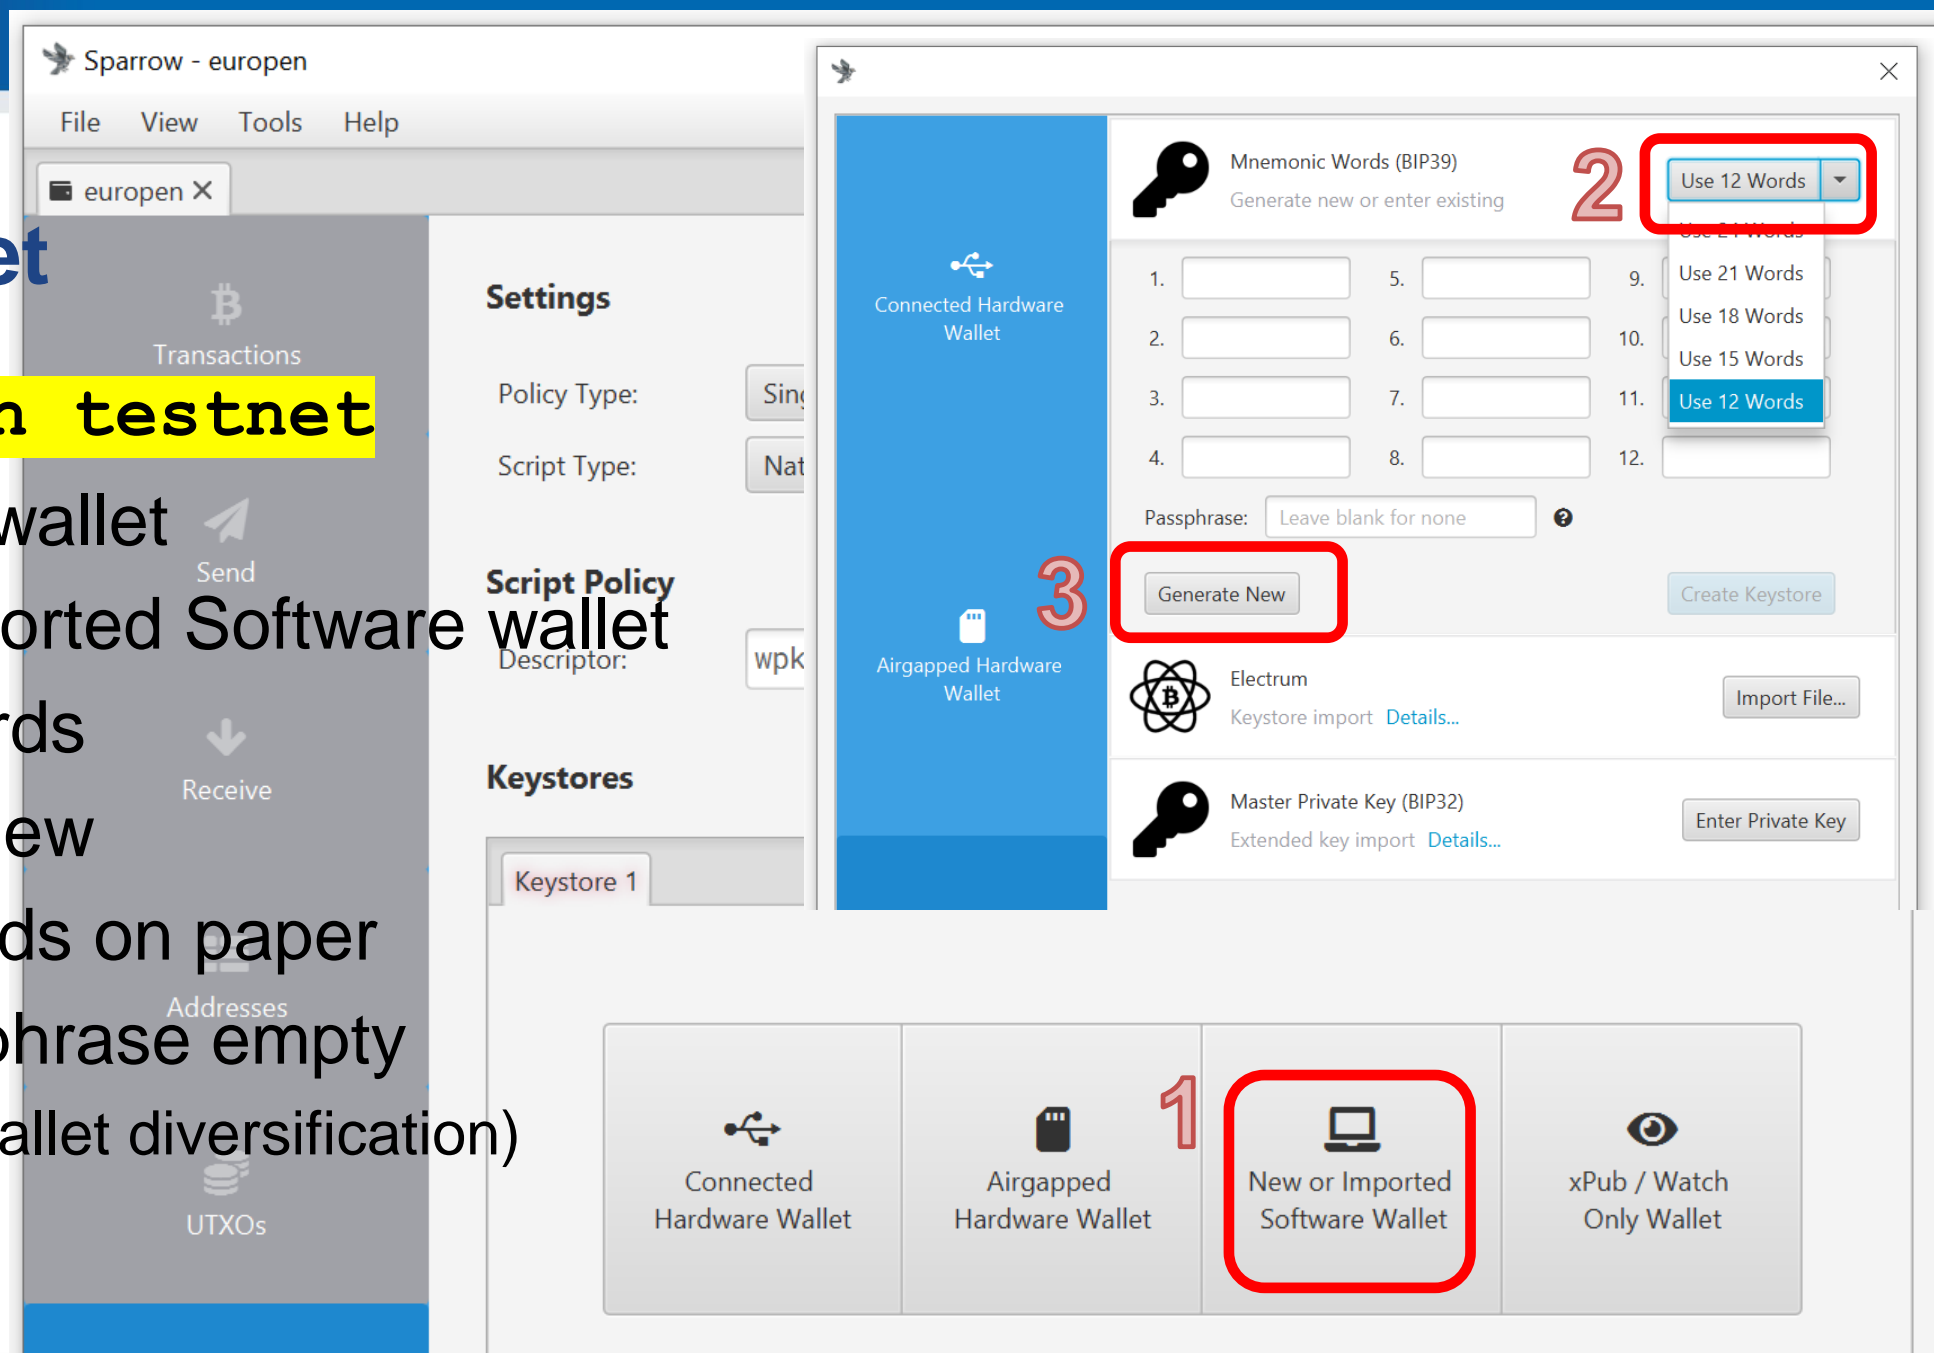 Sparrow - europen
File View Tools Help
europen
et
n testnet
wallet
orted Software wallet
rds
ew
ds on paper
phrase empty
allet diversification)
Transactions
Send
Receive
Addresses
UTXOs
Settings
Policy Type: Sing
Script Type: Nat
Script Policy
Descriptor: wpk
Keystores
Keystore 1
Connected Hardware
Wallet
Airgapped Hardware
Wallet
Mnemonic Words (BIP39)
Generate new or enter existing
2
Use 12 Words
Use 24 Words
Use 21 Words
Use 18 Words
Use 15 Words
Use 12 Words
1. 5. 9.
2. 6. 10.
3. 7. 11.
4. 8. 12.
Passphrase: Leave blank for none
3
Generate New Create Keystore
Electrum
Keystore import Details...
Import File...
Master Private Key (BIP32)
Extended key import Details...
Enter Private Key
1
Connected
Hardware Wallet
Airgapped
Hardware Wallet
New or Imported
Software Wallet
xPub / Watch
Only Wallet